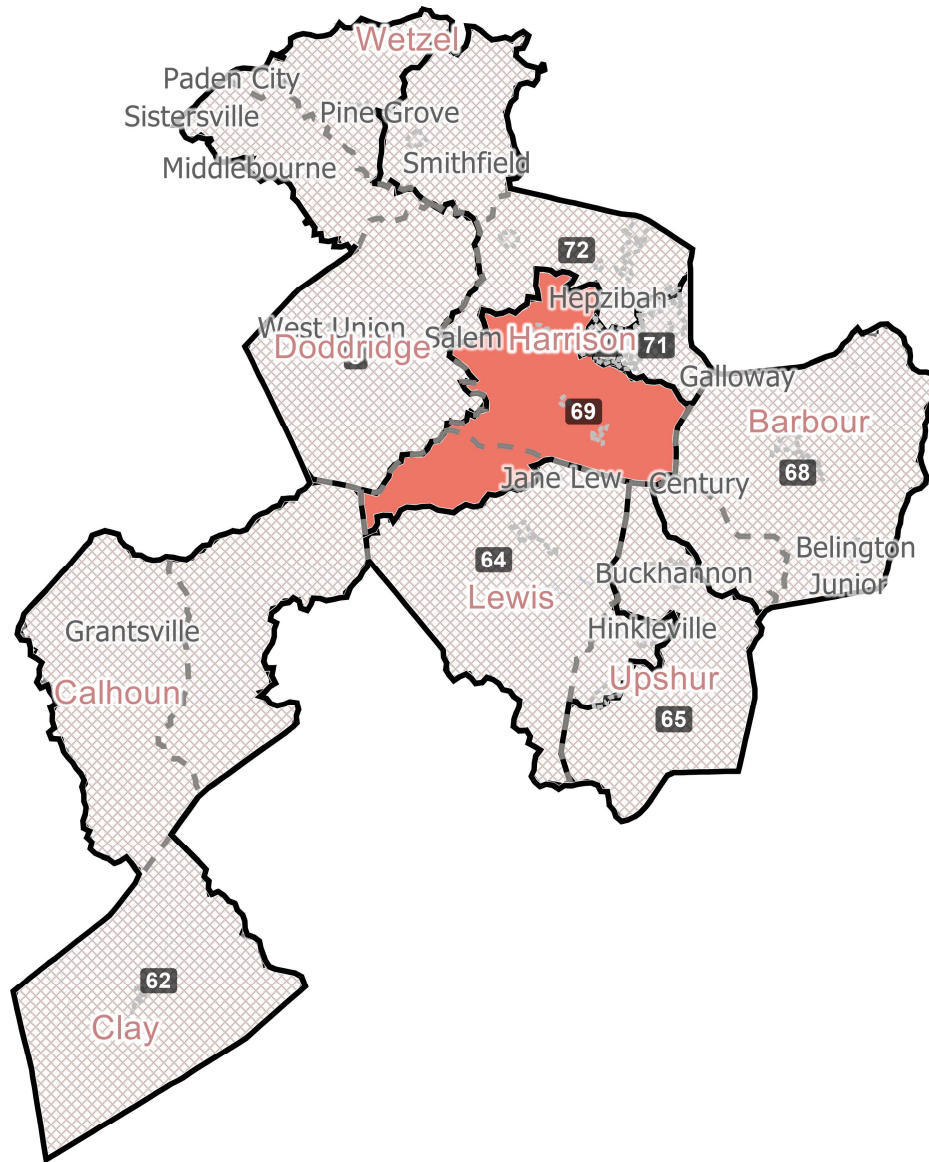 Wetzel
Paden City
Sistersville
Pine Grove
Middlebourne
Smithfield
72
Hepzibah
West Union
Salem
Harrison
71
Doddridge
Galloway
69
Barbour
Jane Lew
Century
68
64
Buckhannon
Belington
Junior
Lewis
Grantsville
Hinkleville
Calhoun
Upshur
65
62
Clay